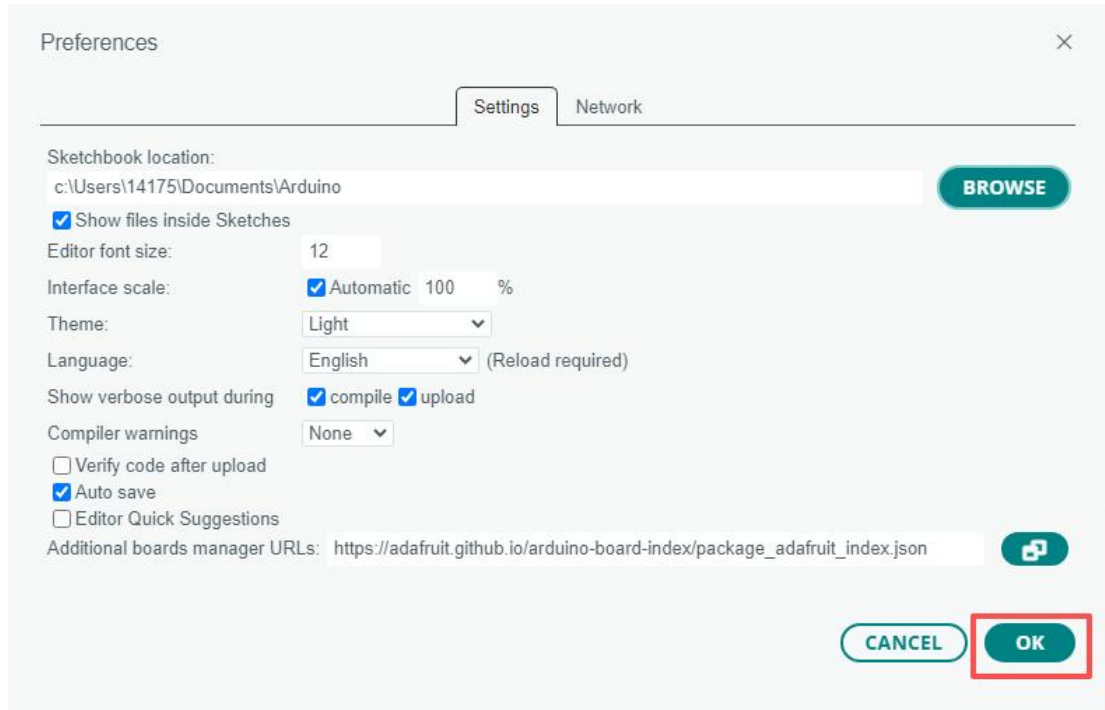 Preferences
Settings Network
Sketchbook location:
c:\Users\14175\Documents\Arduino
BROWSE
Show files inside Sketches
Editor font size: 12
Interface scale: Automatic 100 %
Theme: Light
Language: English (Reload required)
Show verbose output during compile upload
Compiler warnings None
Verify code after upload
Auto save
Editor Quick Suggestions
Additional boards manager URLs: https://adafruit.github.io/arduino-board-index/package_adafruit_index.json
CANCEL OK